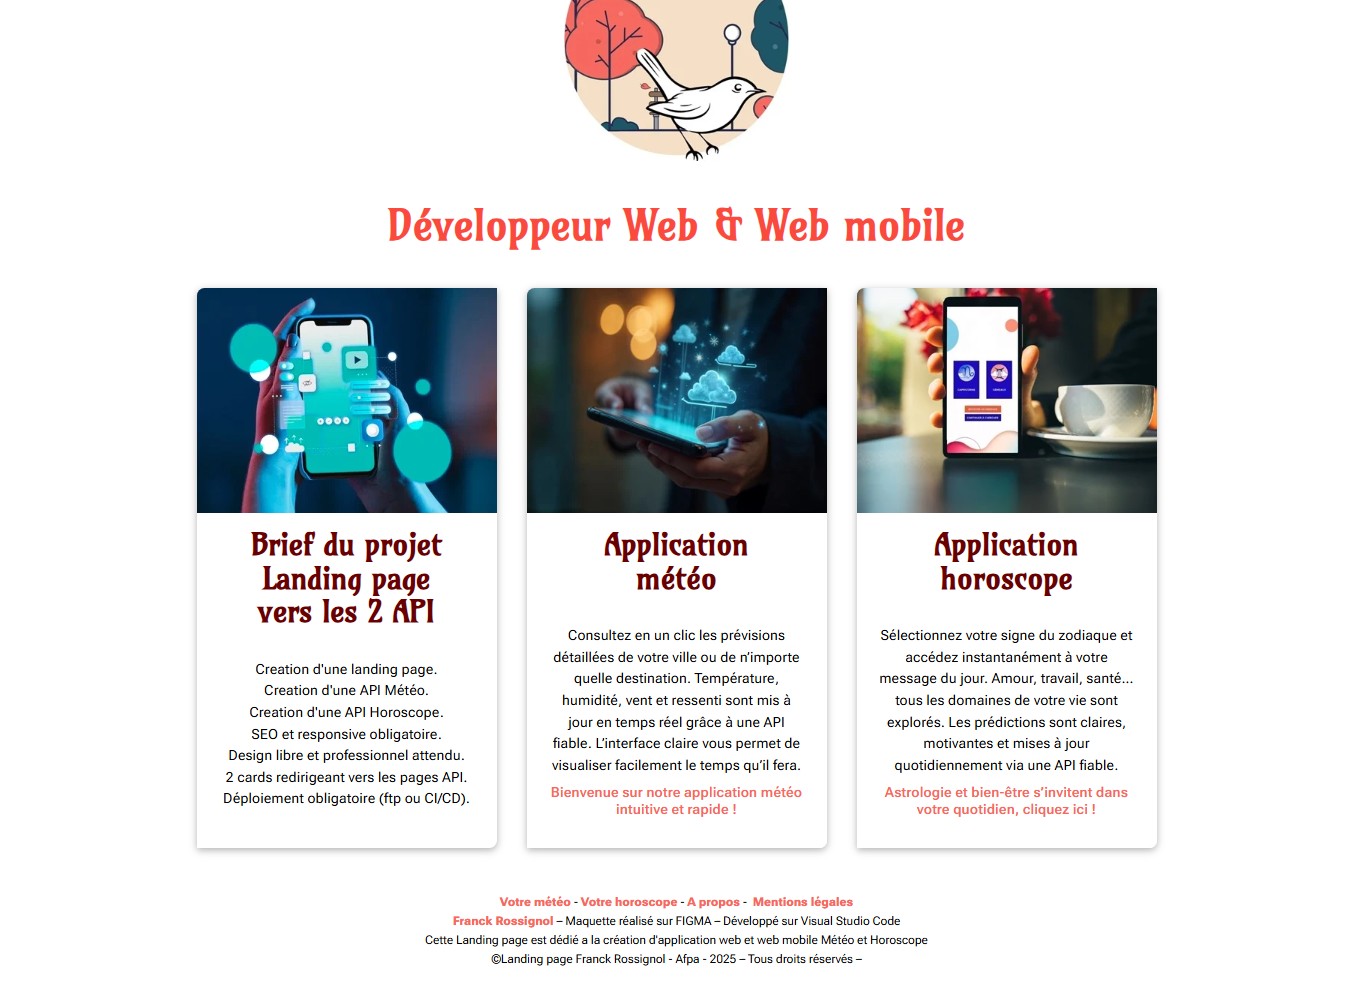 Développeur Web & Web mobile
Brief du projet
Landing page
vers les 2 API
Creation d'une landing page.
Creation d'une API Météo.
Creation d'une API Horoscope.
SEO et responsive obligatoire.
Design libre et professionnel attendu.
2 cards redirigeant vers les pages API.
Déploiement obligatoire (ftp ou CI/CD).
Application
météo
Consultez en un clic les prévisions
détaillées de votre ville ou de n’importe
quelle destination. Température,
humidité, vent et ressenti sont mis à
jour en temps réel grâce à une API
fiable. L’interface claire vous permet de
visualiser facilement le temps qu’il fera.
Bienvenue sur notre application météo
intuitive et rapide !
Application
horoscope
Sélectionnez votre signe du zodiaque et
accédez instantanément à votre
message du jour. Amour, travail, santé…
tous les domaines de votre vie sont
explorés. Les prédictions sont claires,
motivantes et mises à jour
quotidiennement via une API fiable.
Astrologie et bien-être s’invitent dans
votre quotidien, cliquez ici !
Votre météo - Votre horoscope - A propos - Mentions légales
Franck Rossignol – Maquette réalisé sur FIGMA – Développé sur Visual Studio Code
Cette Landing page est dédié a la création d'application web et web mobile Météo et Horoscope
©Landing page Franck Rossignol - Afpa - 2025 – Tous droits réservés –